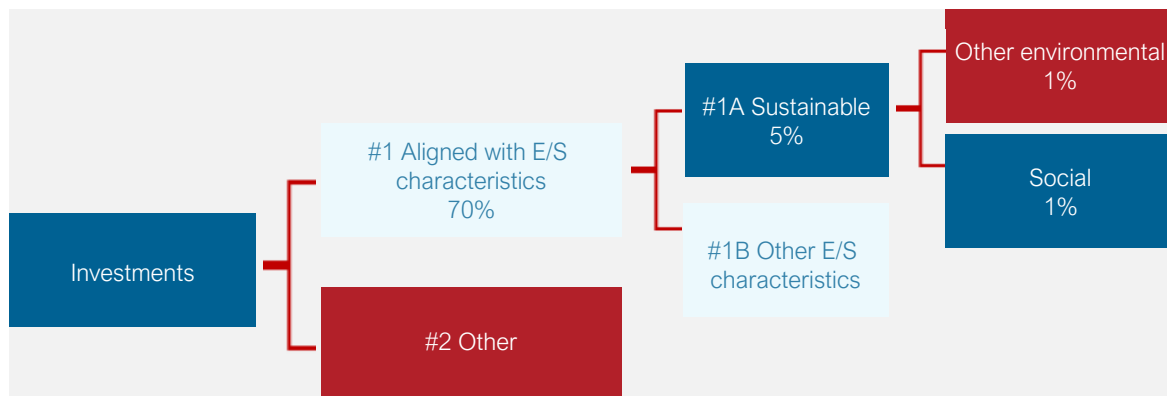 Other environmental
1%
#1A Sustainable
5%
#1 Aligned with E/S
characteristics
70%
Social
1%
#1B Other E/S
characteristics
Investments
#2 Other